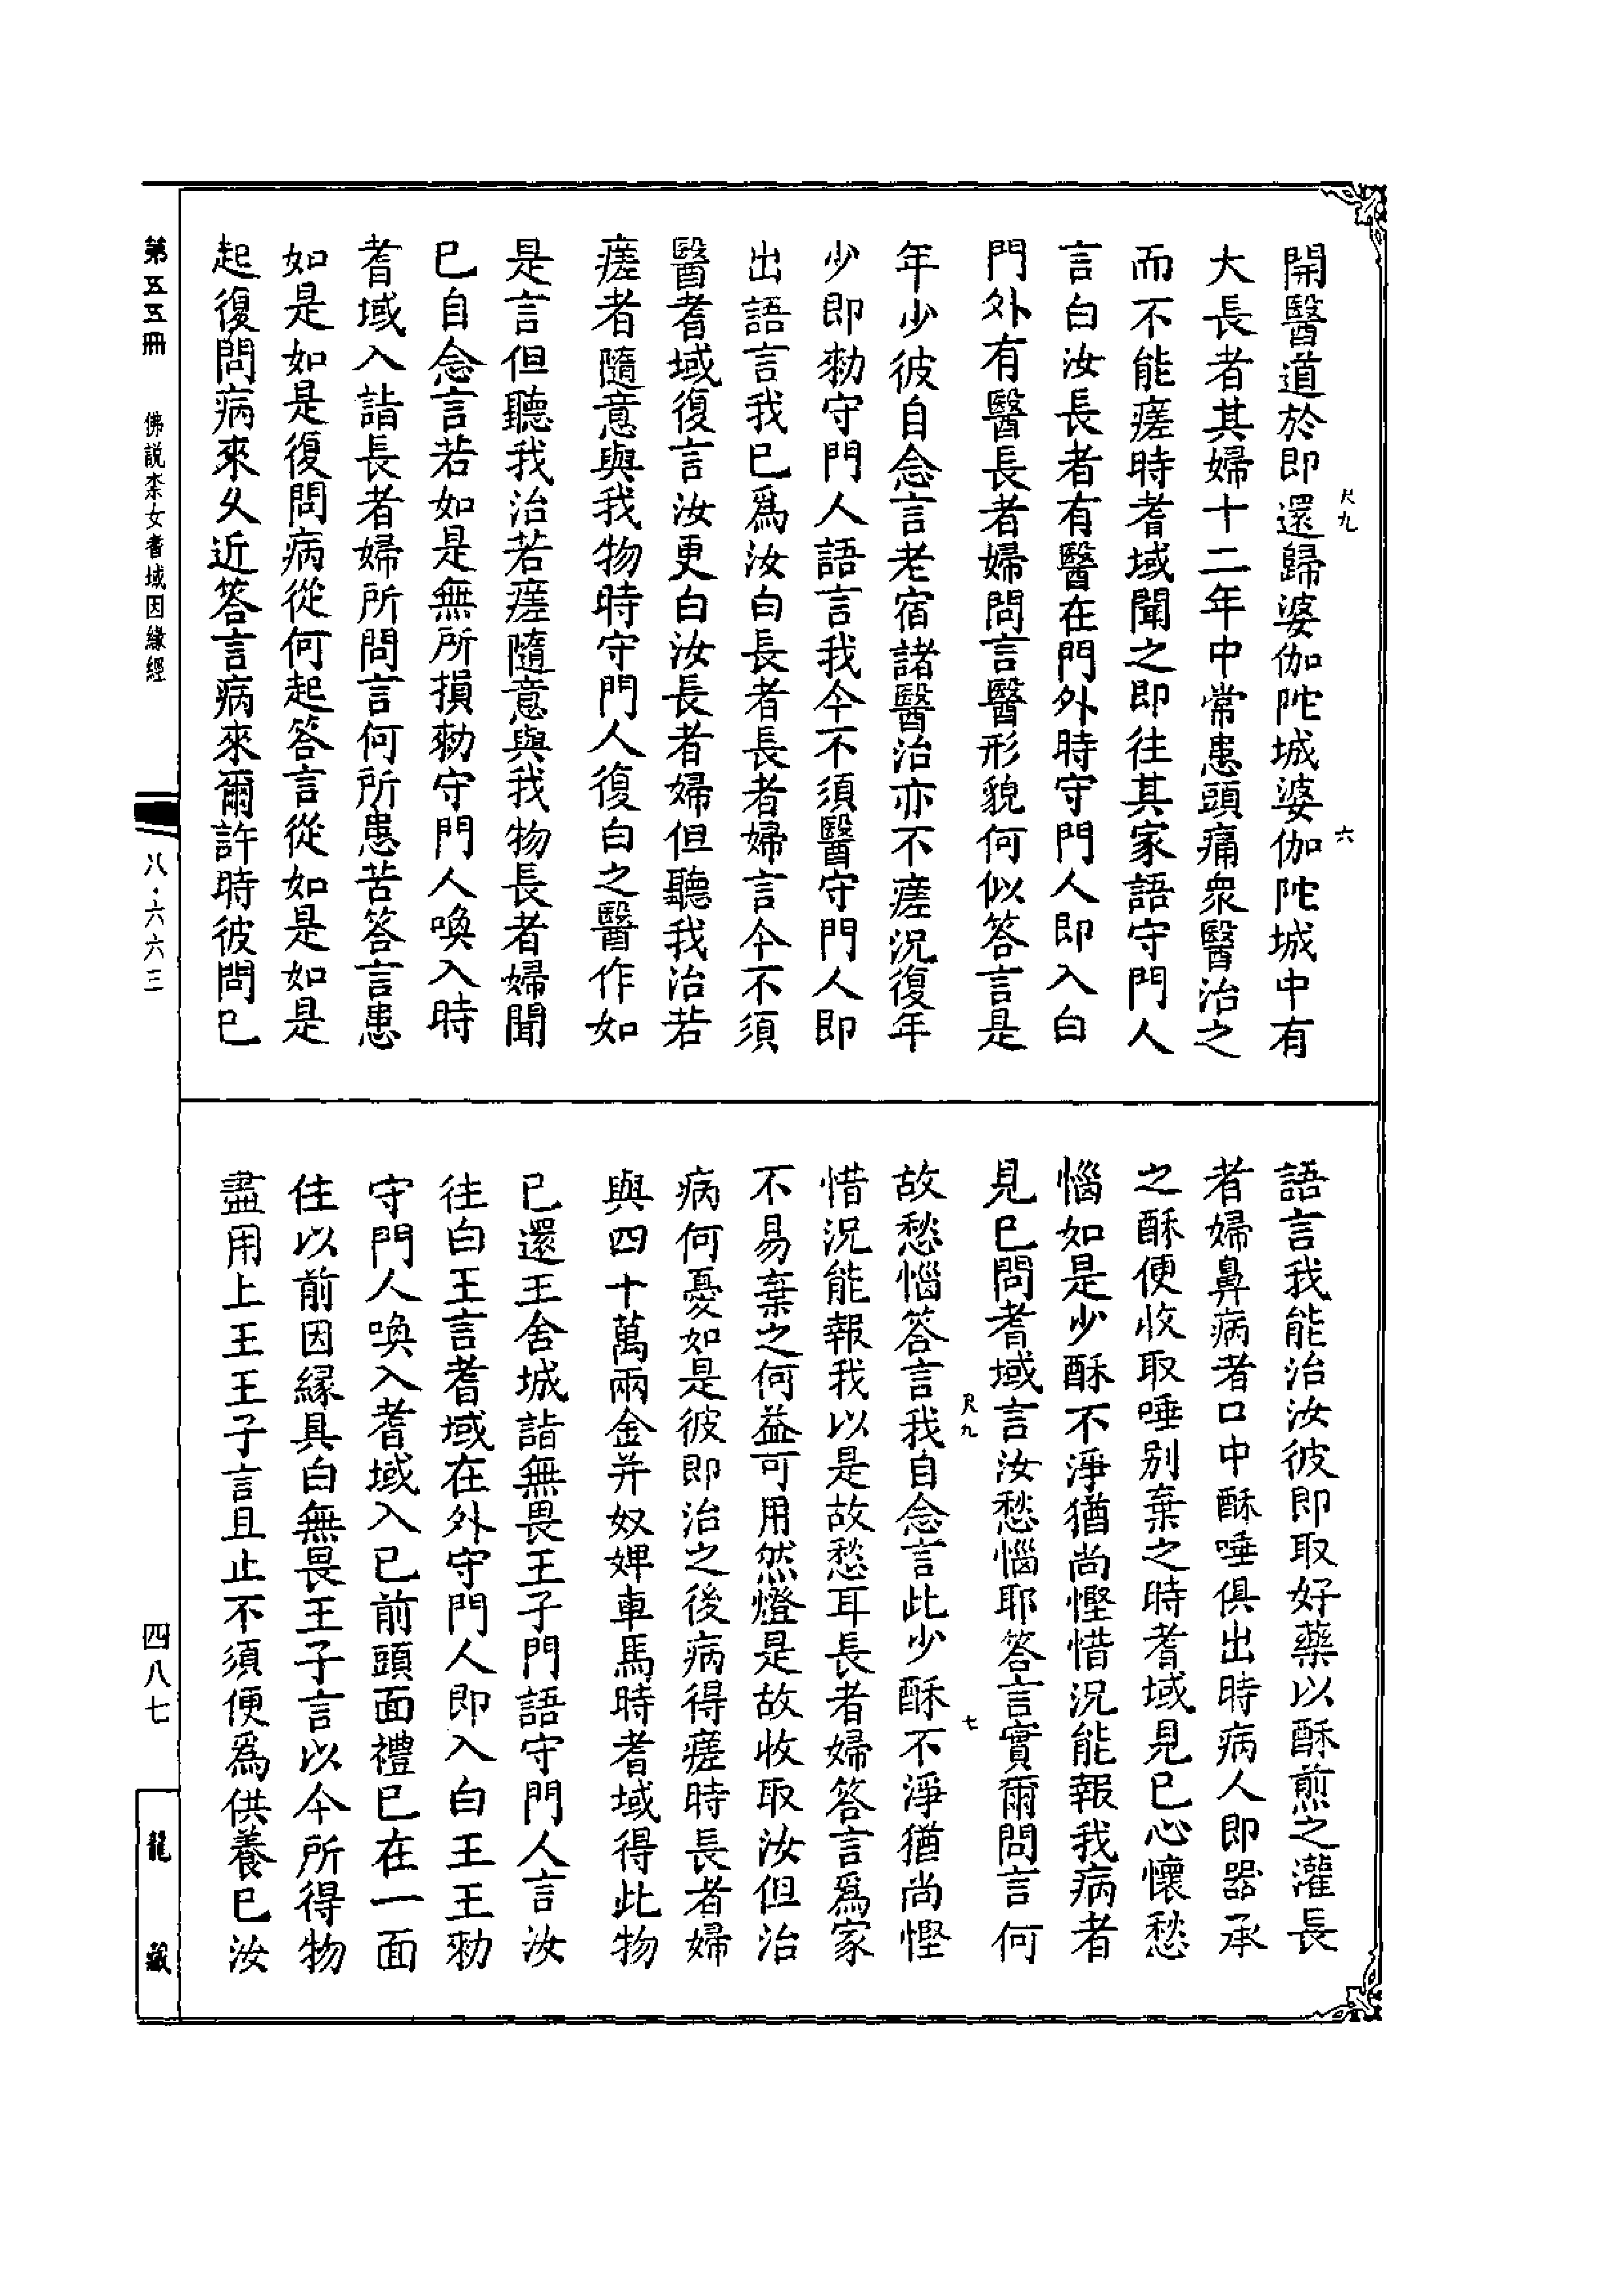 開醫道於即還歸婆伽陀城婆伽陀城中有
大長者其婦十二年中常患頭痛衆醫治之
而不能瘥時耆域聞之即往其家語守門人
言白汝長者有醫在門外時守門人即入白
門外有醫長者婦問言醫形貌何似答言是
年少彼自念言老宿諸醫治亦不瘥況復年
少即勑守門人語言我今不須醫守門人即
出語言我已爲汝白長者長者婦言今不須
醫耆域復言汝更白汝長者婦但聽我治若
瘥者隨意與我物時守門人復白之醫作如
是言但聽我治若瘥隨意與我物長者婦聞
已自念言若如是無所損勑守門人喚入時
耆域入詣長者婦所問言何所患苦答言患
如是如是復問病從何起答言從如是如是
起復問病來久近答言病來爾許時彼問已
尺九
六
語言我能治汝彼即取好藥以酥煎之灌長
者婦鼻病者口中酥唾俱出時病人即器承
之酥便收取唾別棄之時耆域見已心懷愁
惱如是少酥不淨猶尚慳惜況能報我病者
見已問耆域言汝愁惱耶答言實爾問言何
故愁惱答言我自念言此少酥不淨猶尚慳
惜況能報我以是故愁耳長者婦答言爲家
不易棄之何益可用然燈是故收取汝但治
病何憂如是彼即治之後病得瘥時長者婦
與四十萬兩金并奴婢車馬時耆域得此物
已還王舍城詣無畏王子門語守門人言汝
往白王言耆域在外守門人即入白王王勑
守門人喚入耆域入已前頭面禮已在一面
住以前因緣具白無畏王子言以今所得物
盡用上王王子言且止不須便爲供養已汝
尺九
七
第五五冊 佛說柰女耆域因緣經
八·六六三
四八七
龍藏